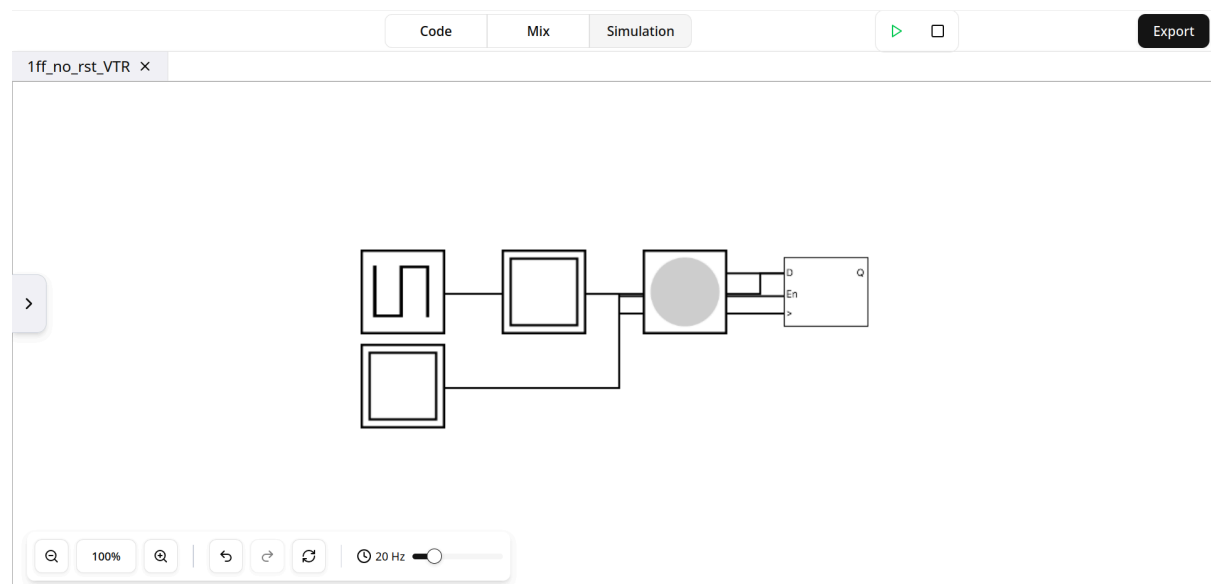 Code Mix Simulation Export
1ff_no_rst_VTR ×
D Q
En
>
100% 20 Hz